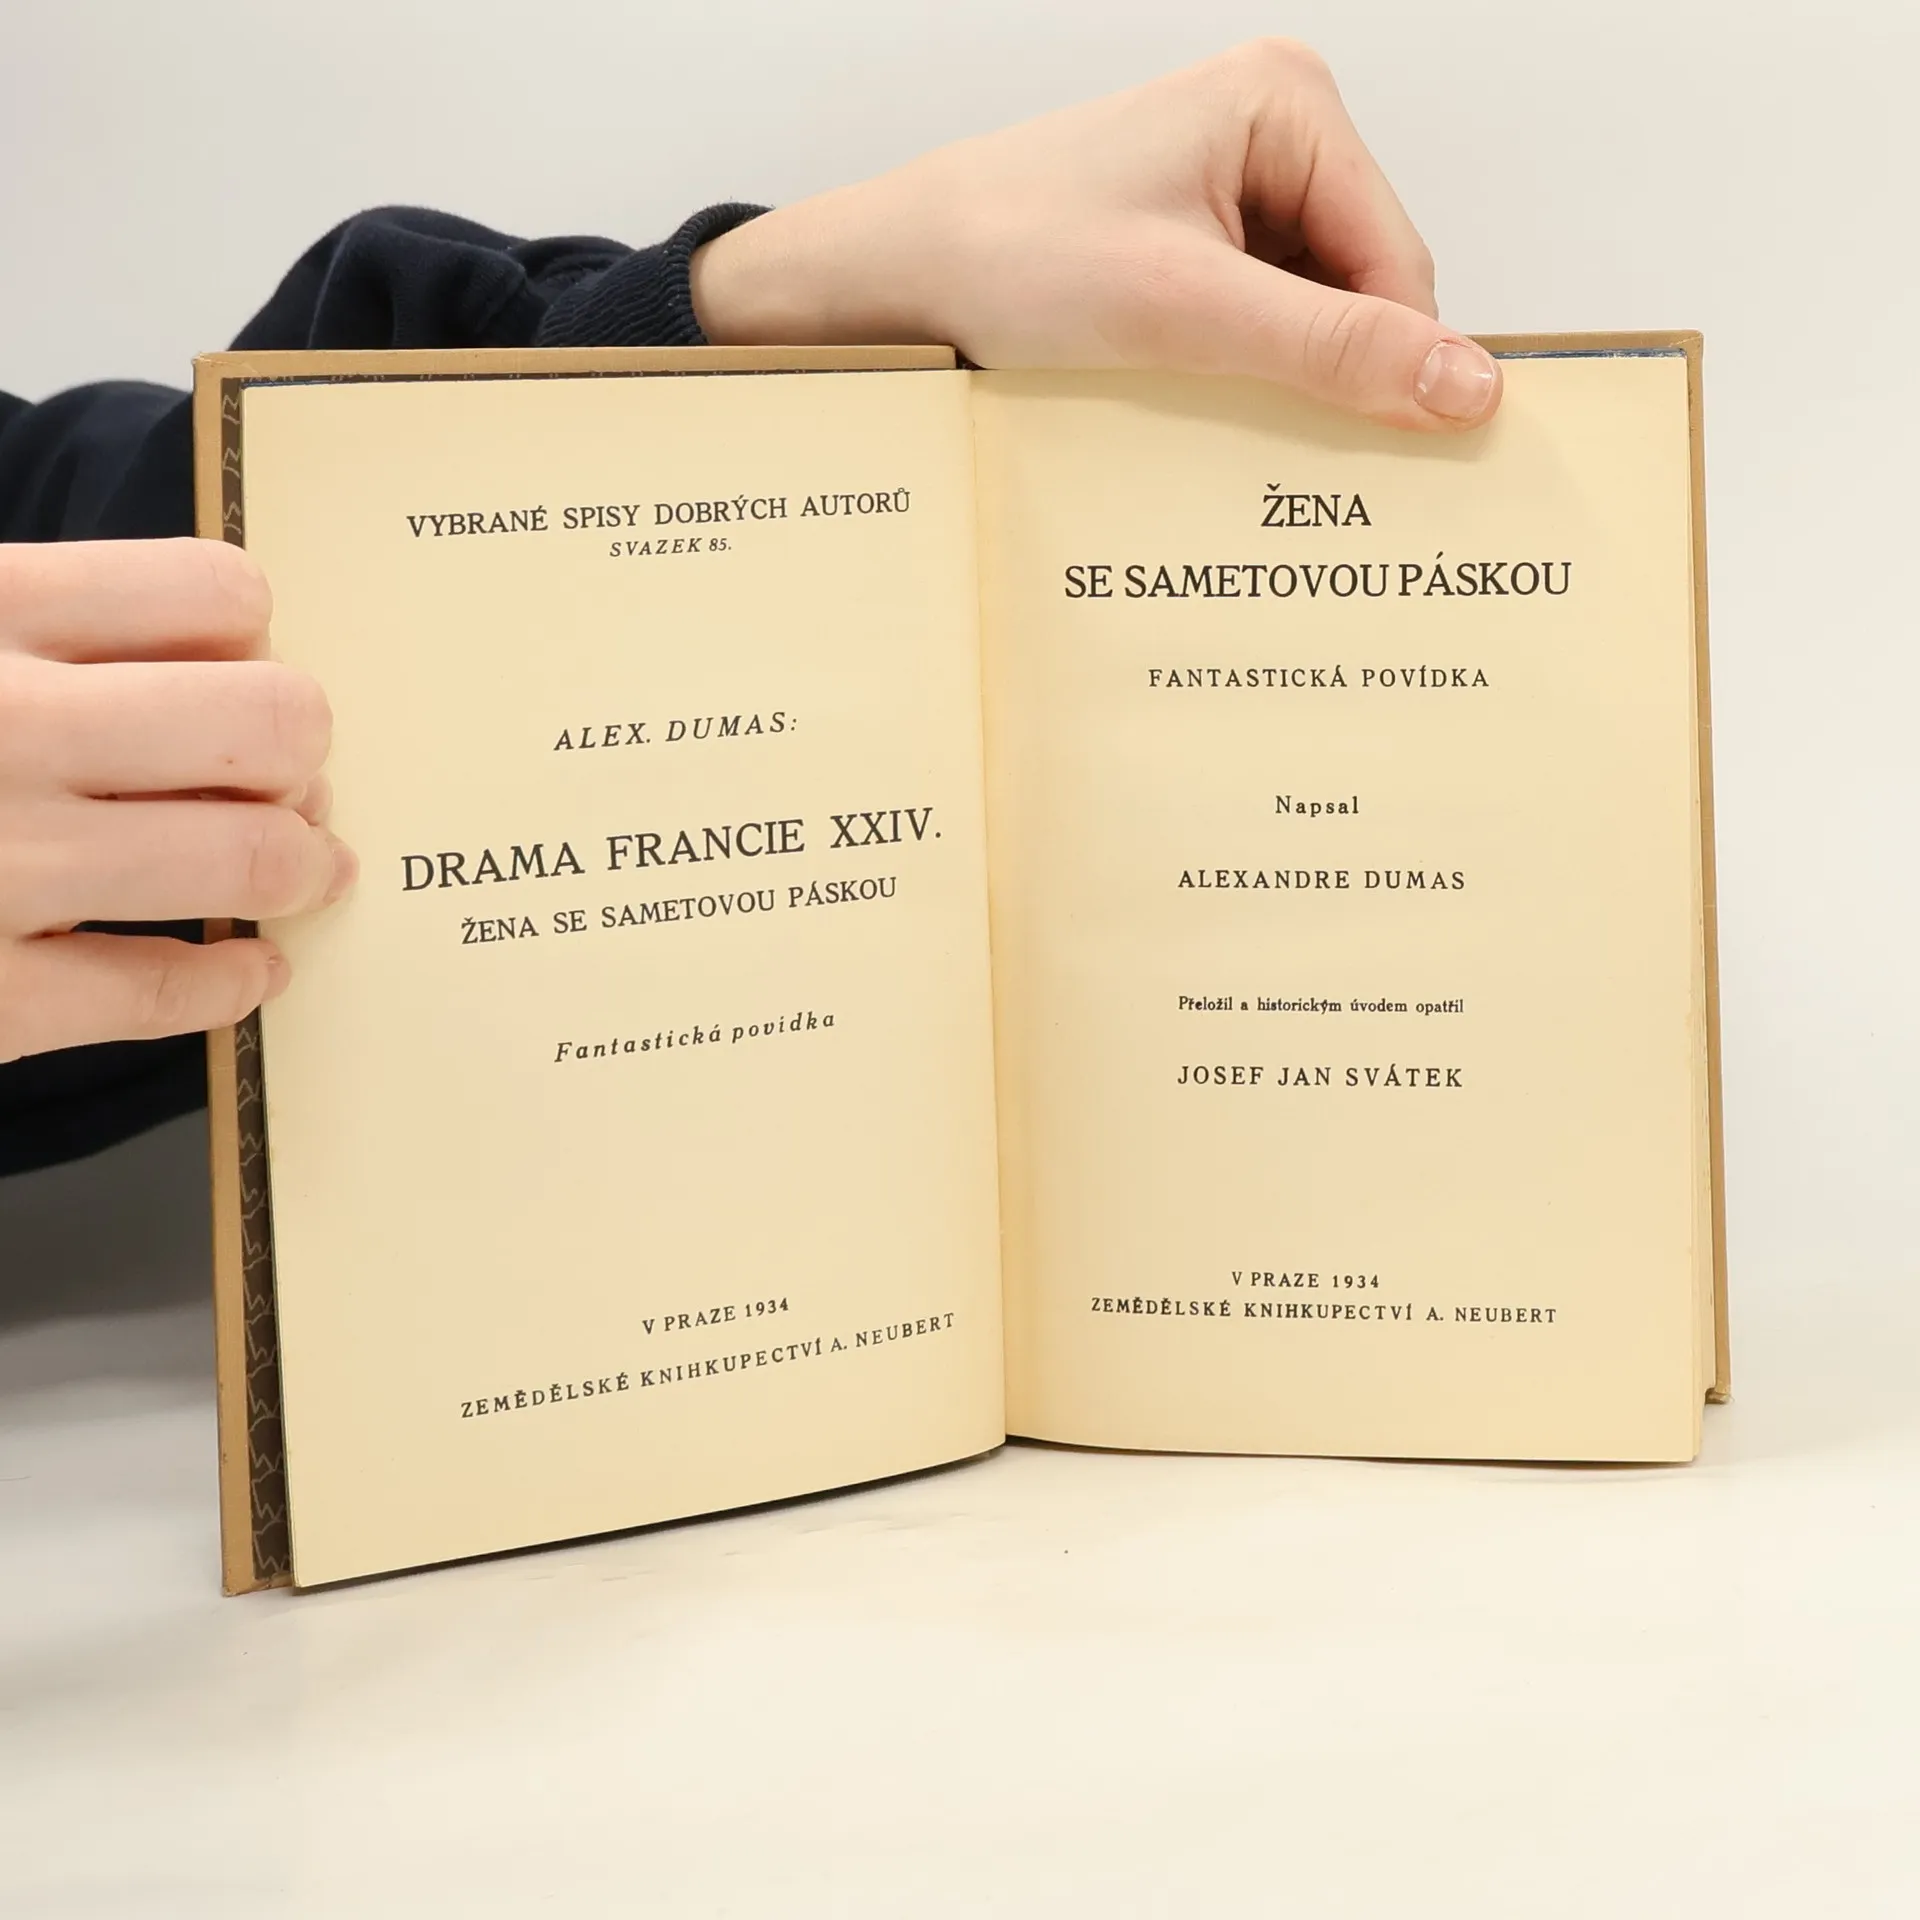 VYBRANÉ SPISY DOBRÝCH AUTORŮ
SVAZEK 85.
ALEX. DUMAS:
DRAMA FRANCIE XXIV.
ŽENA SE SAMETOVOU PÁSKOU
Fantastická povídka
V PRAZE 1934
ZEMĚDĚLSKÉ KNIHKUPECTVÍ A. NEUBERT
ŽENA
SE SAMETOVOU PÁSKOU
FANTASTICKÁ POVÍDKA
Napsal
ALEXANDRE DUMAS
Přeložil a historickým úvodem opatřil
JOSEF JAN SVÁTEK
V PRAZE 1934
ZEMĚDĚLSKÉ KNIHKUPECTVÍ A. NEUBERT